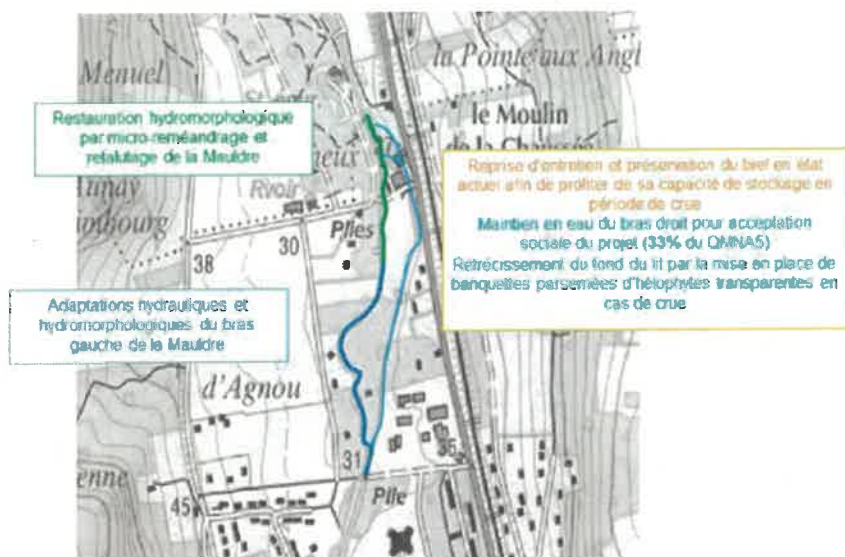 Menuel
la Pointe aux Angl
Restauration hydromorphologique
par micro-reméandrage et
retalutage de la Mauldre
le Moulin
de la Chaussée
Reprise d'entretien et préservation du bief en état
actuel afin de profiter de sa capacité de stockage en
période de crue
Maintien en eau du bras droit pour acceptation
sociale du projet (33% du QMNA5)
Rétrécissement du fond du lit par la mise en place de
banquettes parsemées d'hélophytes transparentes en
cas de crue
Rvoir
30
38
Adaptations hydrauliques et
hydromorphologiques du bras
gauche de la Mauldre
d'Agnou
31
35
enne
45